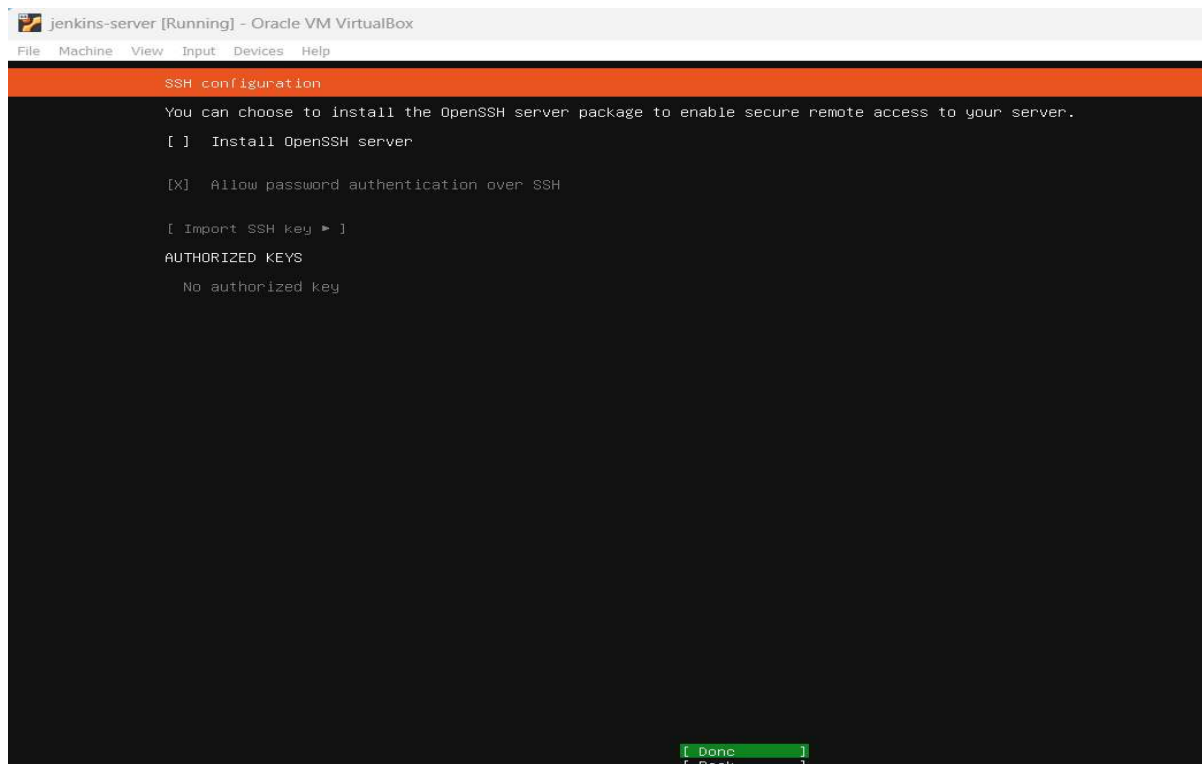 jenkins-server [Running] - Oracle VM VirtualBox
File Machine View Input Devices Help
SSH configuration
You can choose to install the OpenSSH server package to enable secure remote access to your server.
[ ] Install OpenSSH server
[X] Allow password authentication over SSH
[ Import SSH key ► ]
AUTHORIZED KEYS
No authorized key
[ Done ]
[ Back ]